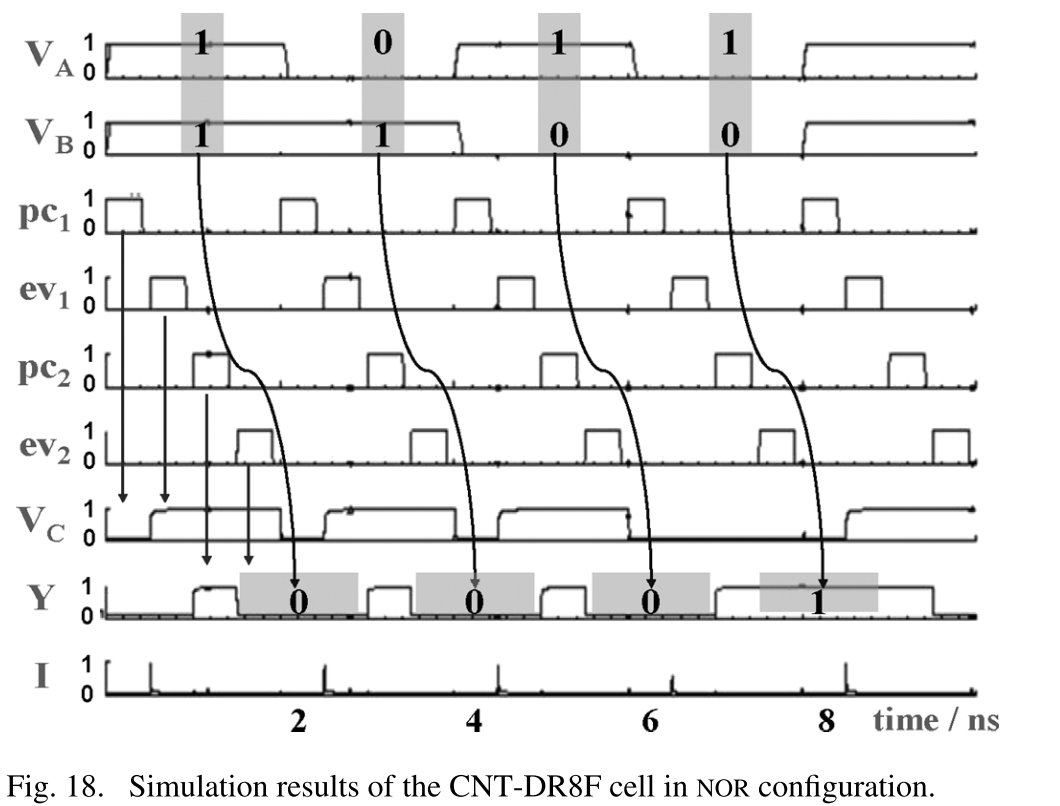 V_A 1 0 1 0 1 1
V_B 1 0 1 1 0 0
pc_1 1 0
ev_1 1 0
pc_2 1 0
ev_2 1 0
V_C 1 0
Y 1 0 0 0 0 1
I 1 0
2 4 6 8 time / ns
Fig. 18. Simulation results of the CNT-DR8F cell in NOR configuration.